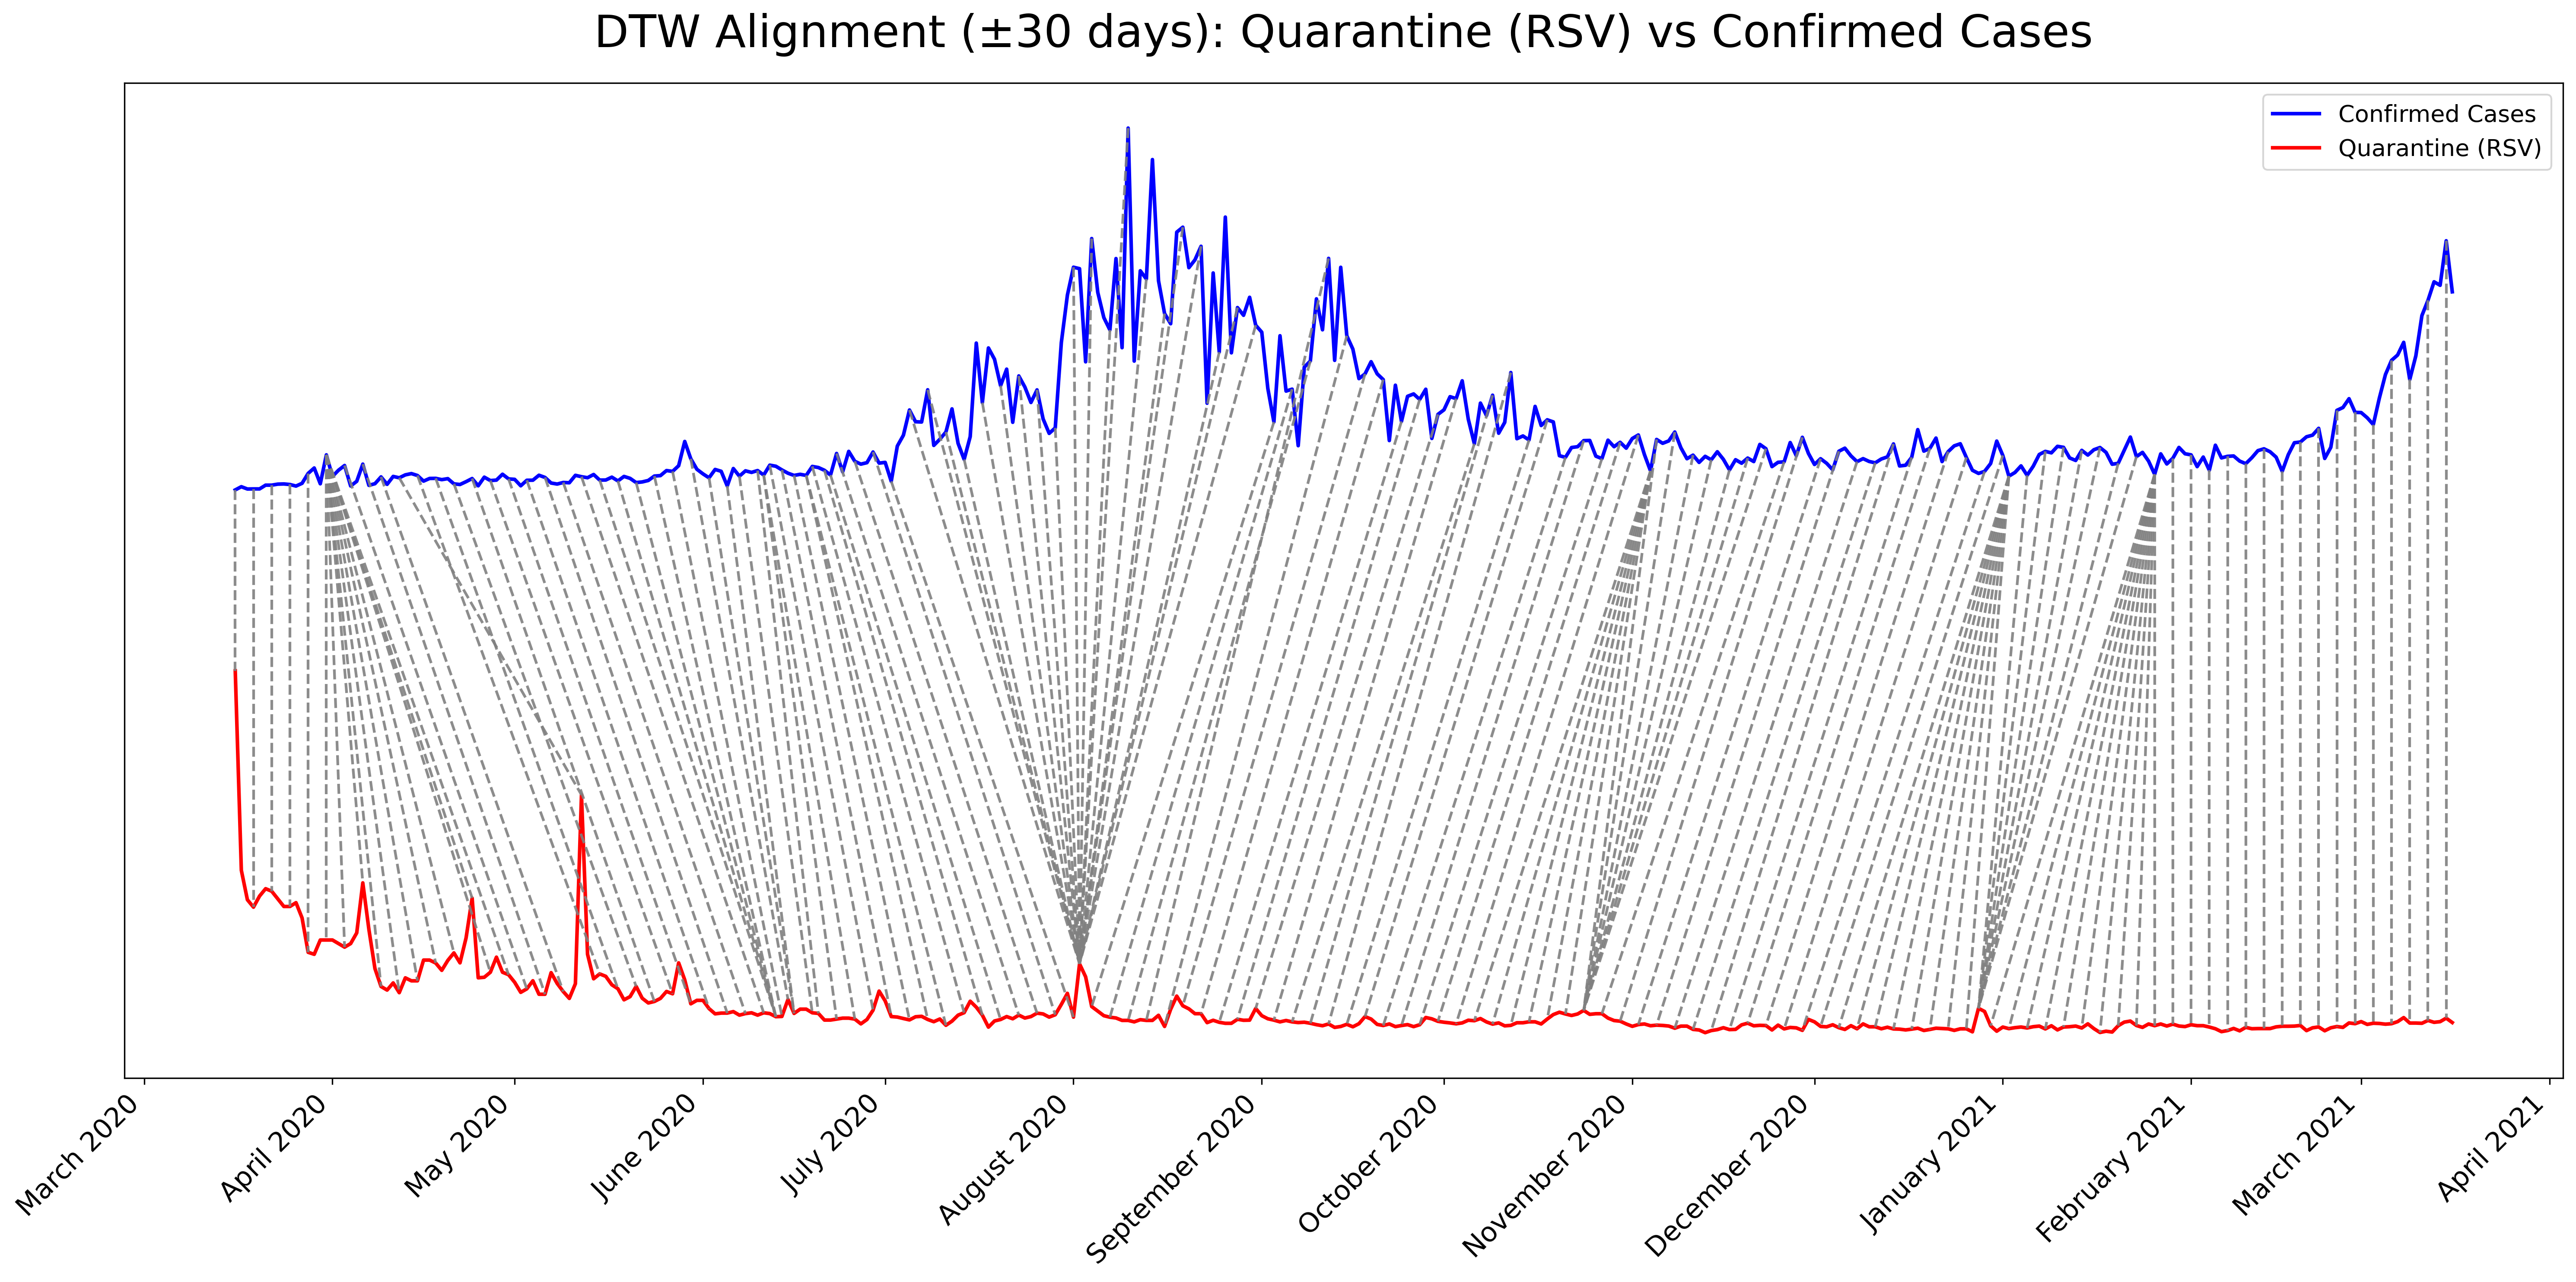 DTW Alignment (±30 days): Quarantine (RSV) vs Confirmed Cases
Confirmed Cases
Quarantine (RSV)
March 2020
April 2020
May 2020
June 2020
July 2020
August 2020
September 2020
October 2020
November 2020
December 2020
January 2021
February 2021
March 2021
April 2021